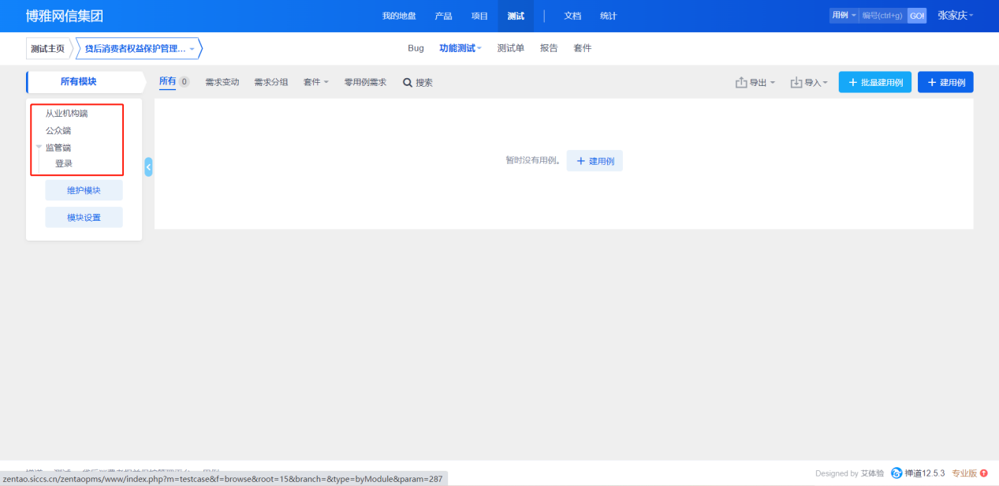 博雅网信集团 我的地盘 产品 项目 测试 | 文档 统计 用例 编号(ctrl+g) GO! 张家庆
测试主页 贷后消费者权益保护管理... Bug 功能测试 测试单 报告 套件
所有模块 所有 0 需求变动 需求分组 套件 零用例需求 搜索 导出 导入 + 批量建用例 + 建用例
从业机构端
公众端
监管端
登录
暂时没有用例。 + 建用例
维护模块
模块设置
zentao.siccs.cn/zentaopms/www/index.php?m=testcase&f=browse&root=15&branch=&type=byModule&param=287
Designed by 艾体验 禅道12.5.3 专业版